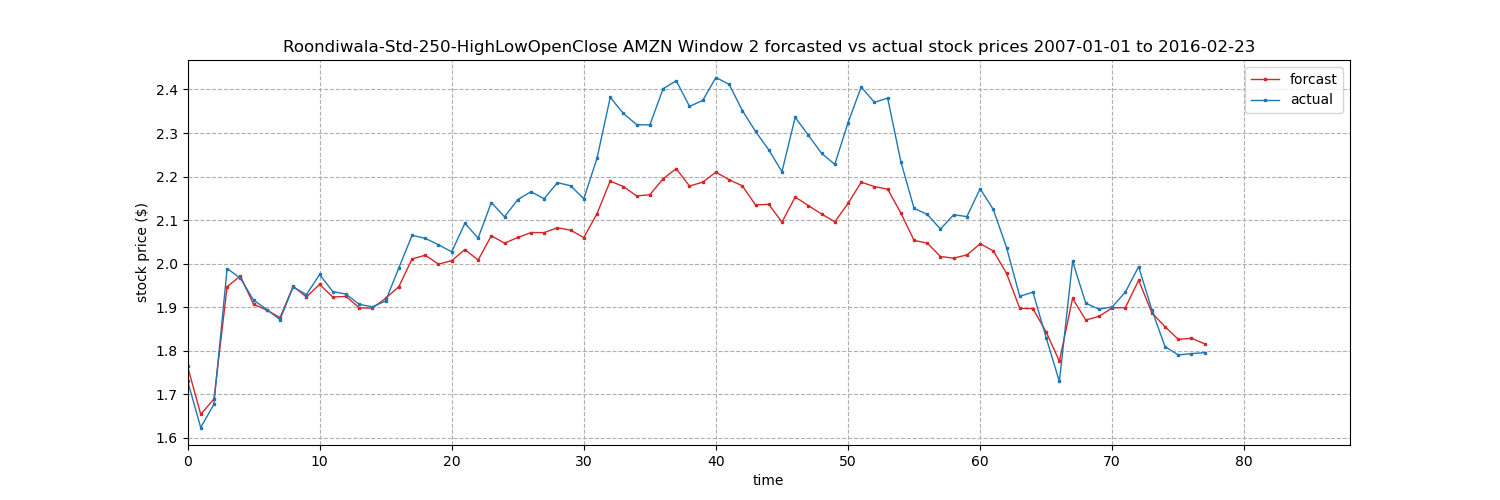 Roondiwala-Std-250-HighLowOpenClose AMZN Window 2 forcasted vs actual stock prices 2007-01-01 to 2016-02-23
forcast
actual
stock price ($)
2.4
2.3
2.2
2.1
2.0
1.9
1.8
1.7
1.6
0 10 20 30 40 50 60 70 80
time